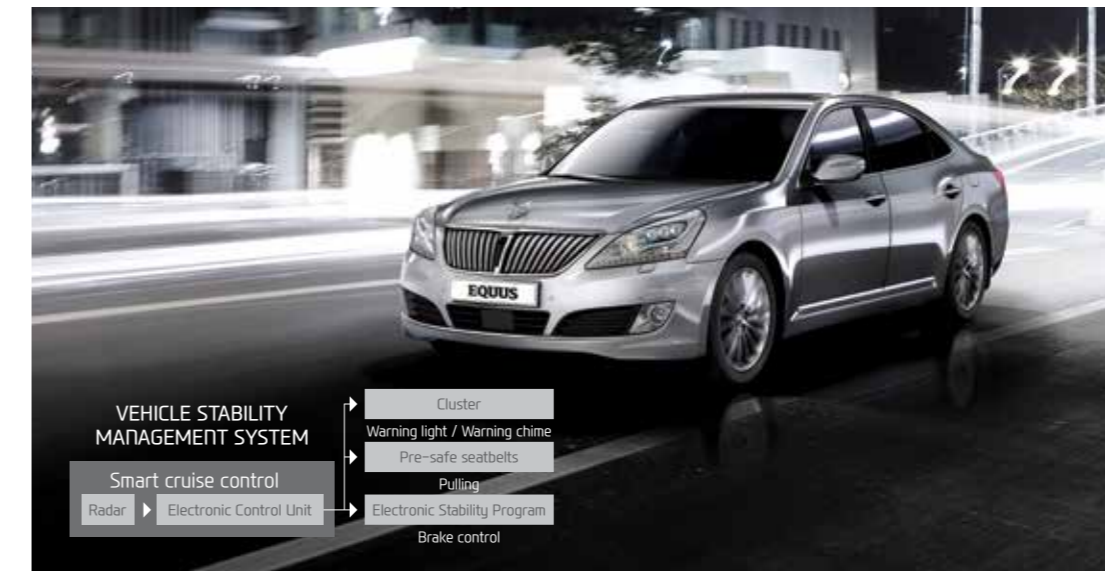 EQUUS
VEHICLE STABILITY
MANAGEMENT SYSTEM
Smart cruise control
Radar
Electronic Control Unit
Cluster
Warning light / Warning chime
Pre-safe seatbelts
Pulling
Electronic Stability Program
Brake control